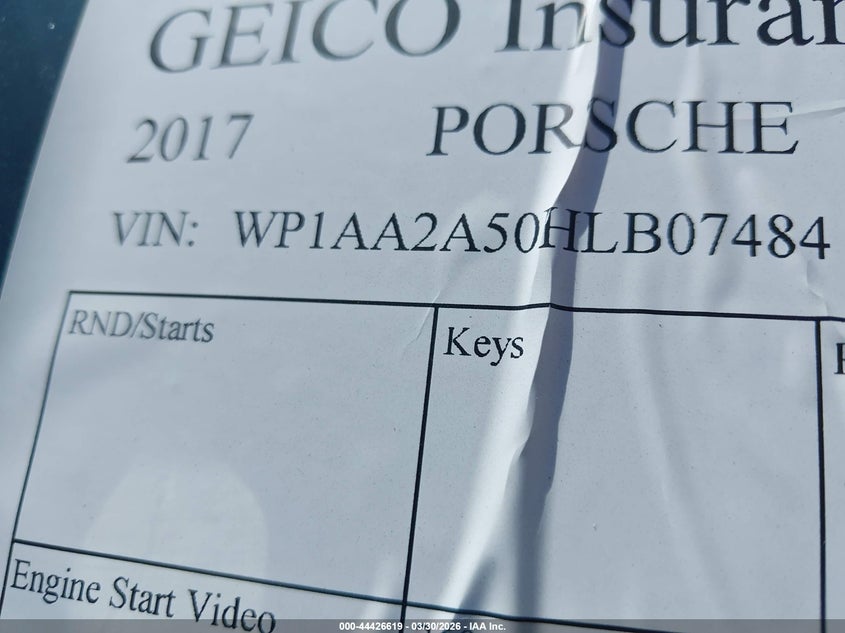 GEICO Insuran
2017 PORSCHE
VIN: WP1AA2A50HLB07484
RND/Starts Keys
Engine Start Video
000-44426619 - 03/30/2026 - IAA Inc.